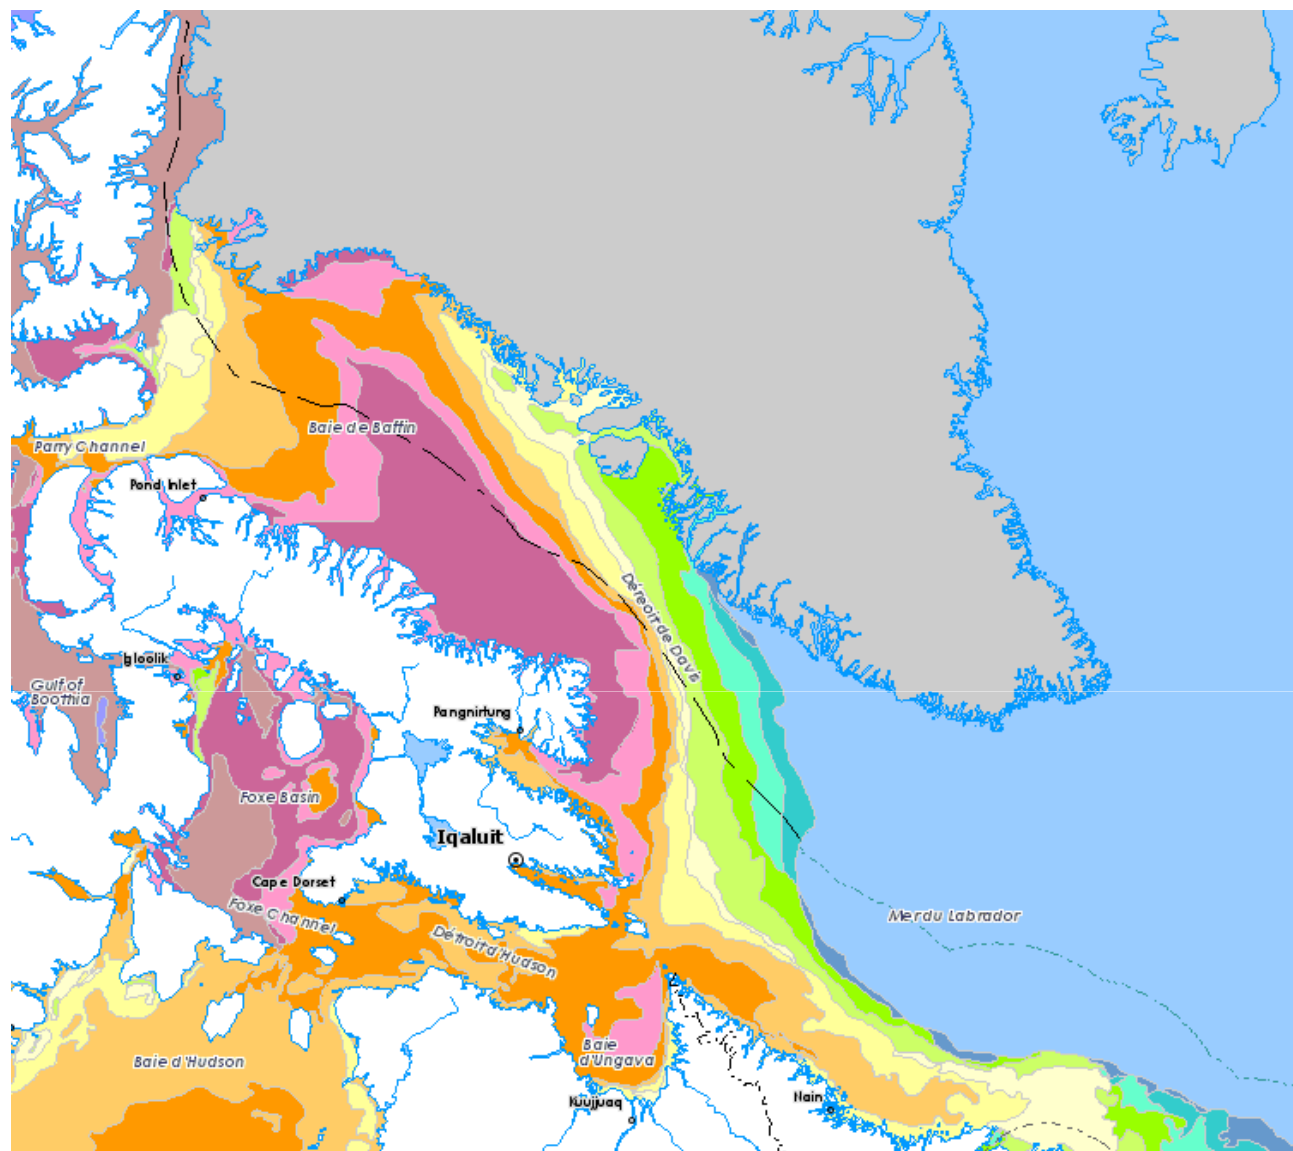 Baie de Baffin
Parry Channel
Pond Inlet
Déreoit de Davis
Igloolik
Gulf of
Boothia
Pangnirtung
Foxe Basin
Iqaluit
Cape Dorset
Foxe Channel
Mer du Labrador
Détroit d'Hudson
Baie
d'Ungava
Baie d'Hudson
Nain
Kuujjuaq